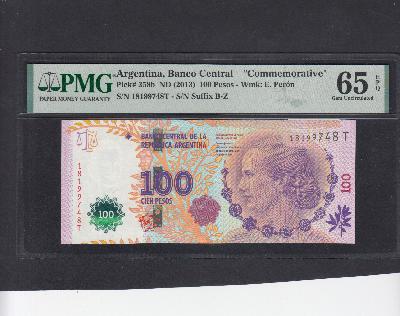 PMG
PAPER MONEY GUARANTY
Argentina, Banco Central "Commemorative"
Pick# 358b ND (2013) 100 Pesos - Wmk: E. Perón
S/N 18199748T - S/N Suffix B-Z
65 EPQ
Gem Uncirculated
BANCO CENTRAL DE LA
REPÚBLICA ARGENTINA
18199748 T
18199748T
100
CIEN PESOS
100
100